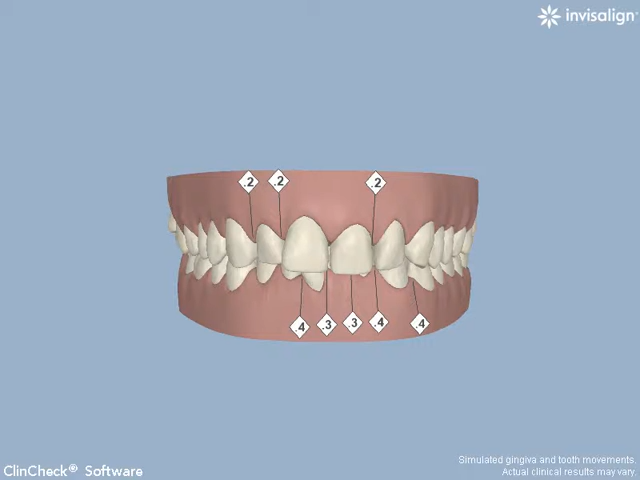 invisalign
.2 .2 .2
.4 .3 .3 .4 .4
Simulated gingiva and tooth movements.
Actual clinical results may vary.
ClinCheck® Software